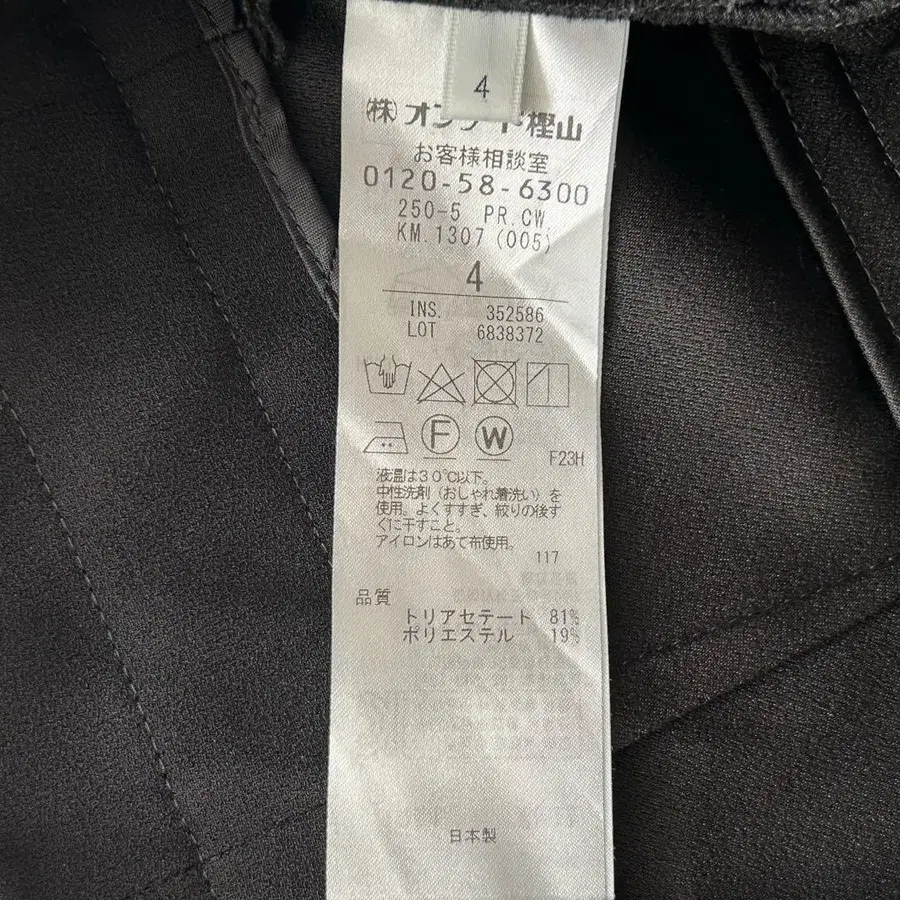 4
㈱オンワード樫山
お客様相談室
0120-58-6300
250-5 PR.CW
KM.1307 (005)
4
INS. 352586
LOT 6838372
F W
F23H
液温は30℃以下。
中性洗剤（おしゃれ着洗い）を
使用。よくすすぎ、絞りの後す
ぐに干すこと。
アイロンはあて布使用。
117
品質
トリアセテート 81%
ポリエステル 19%
日本製